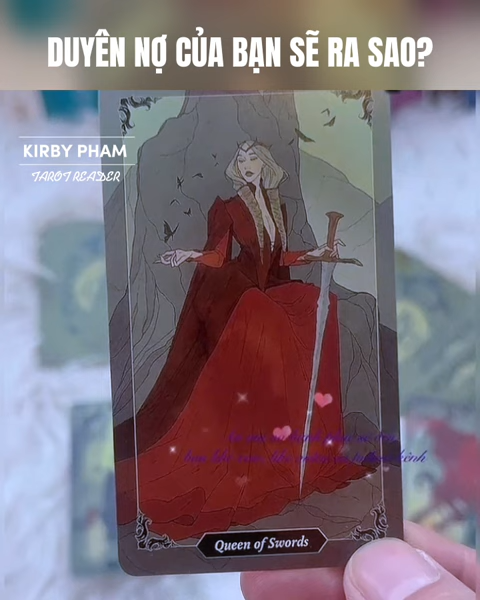 DUYÊN NỢ CỦA BẠN SẼ RA SAO?
KIRBY PHAM
TAROT READER
Queen of Swords